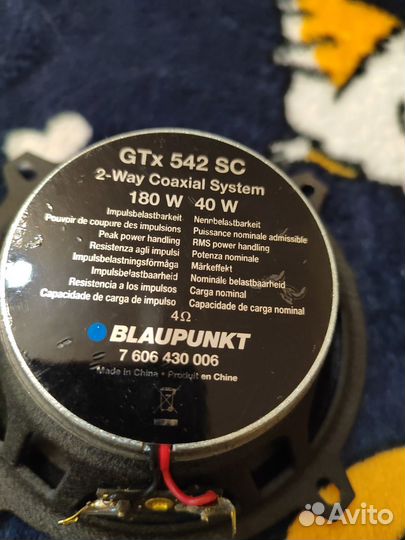 GTx 542 SC
2-Way Coaxial System
180 W 40 W
Impulsbelastbarkeit Nennbelastbarkeit
Pouvoir de coupure des impulsions Puissance nominale admissible
Peak power handling RMS power handling
Resistenza agli impulsi Potenza nominale
Impulsbelastningsförmåga Märkeffekt
Impulsbelastbaarheid Nominale belastbaarheid
Resistencia a los impulsos Carga nominal
Capacidade de carga de impulso Capacidade de carga nominal
4Ω
BLAUPUNKT
7 606 430 006
Made in China • Produit en Chine
Avito